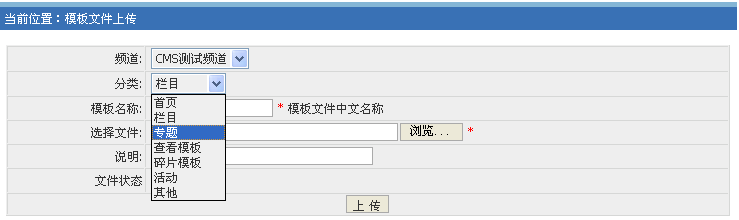 当前位置：模板文件上传
频道: CMS测试频道
分类: 栏目
首页
模板名称: * 模板文件中文名称
栏目
选择文件: 专题 浏览... *
查看模板
说明:
碎片模板
文件状态 活动
其他
上 传